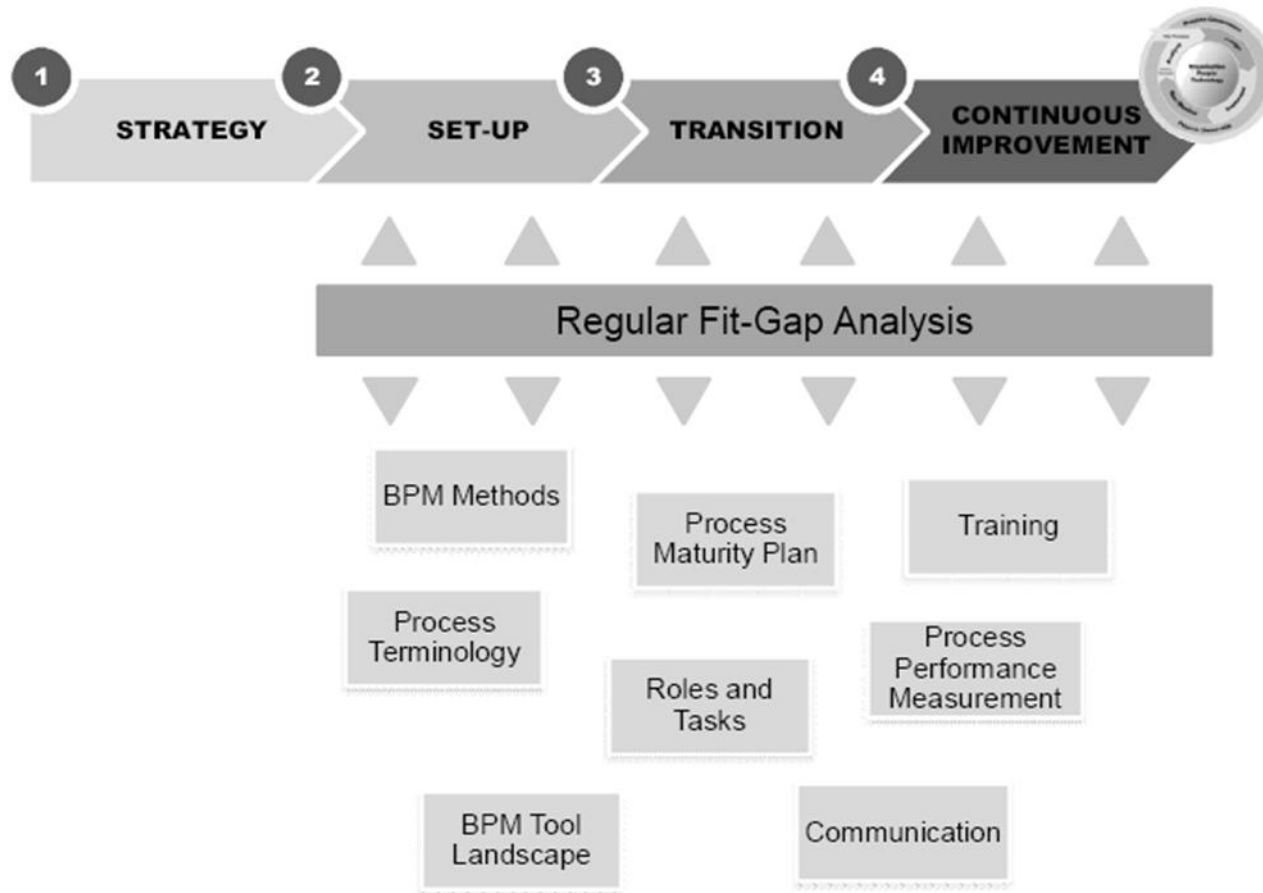 1
2
3
4
STRATEGY
SET-UP
TRANSITION
CONTINUOUS
IMPROVEMENT
Regular Fit-Gap Analysis
BPM Methods
Process
Maturity Plan
Training
Process
Terminology
Roles and
Tasks
Process
Performance
Measurement
BPM Tool
Landscape
Communication